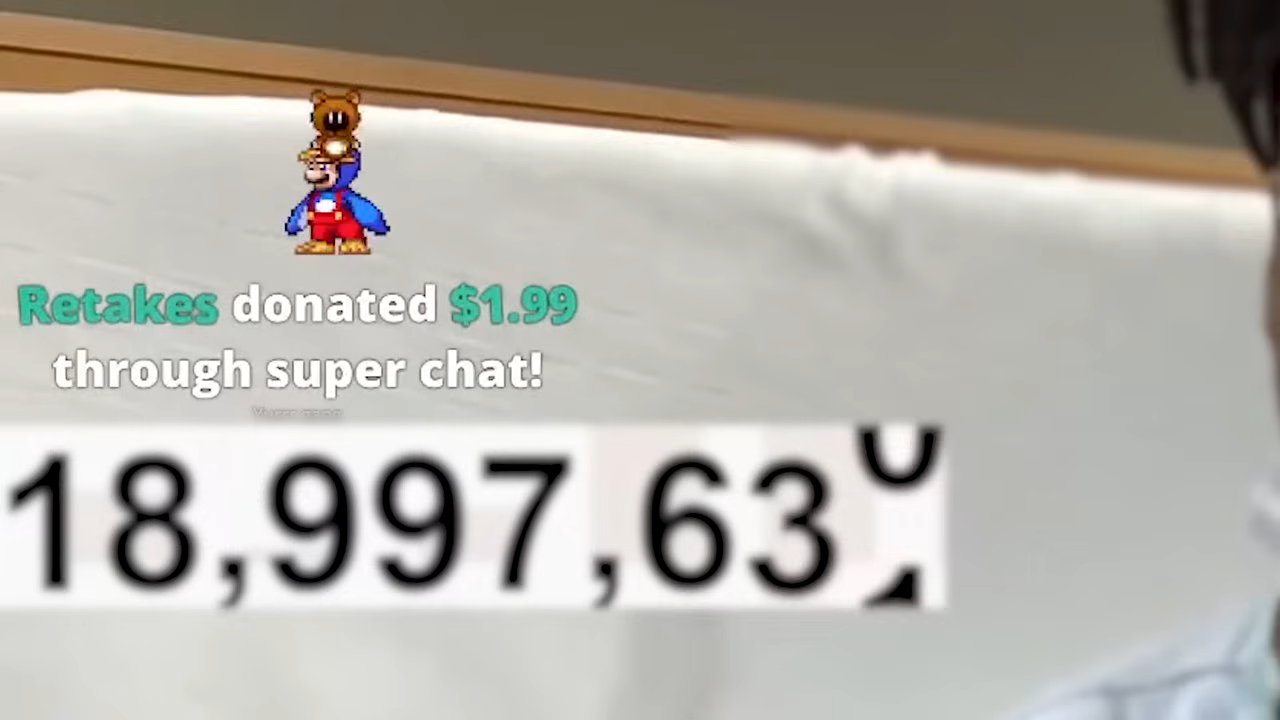 Retakes donated $1.99
through super chat!
18,997,63